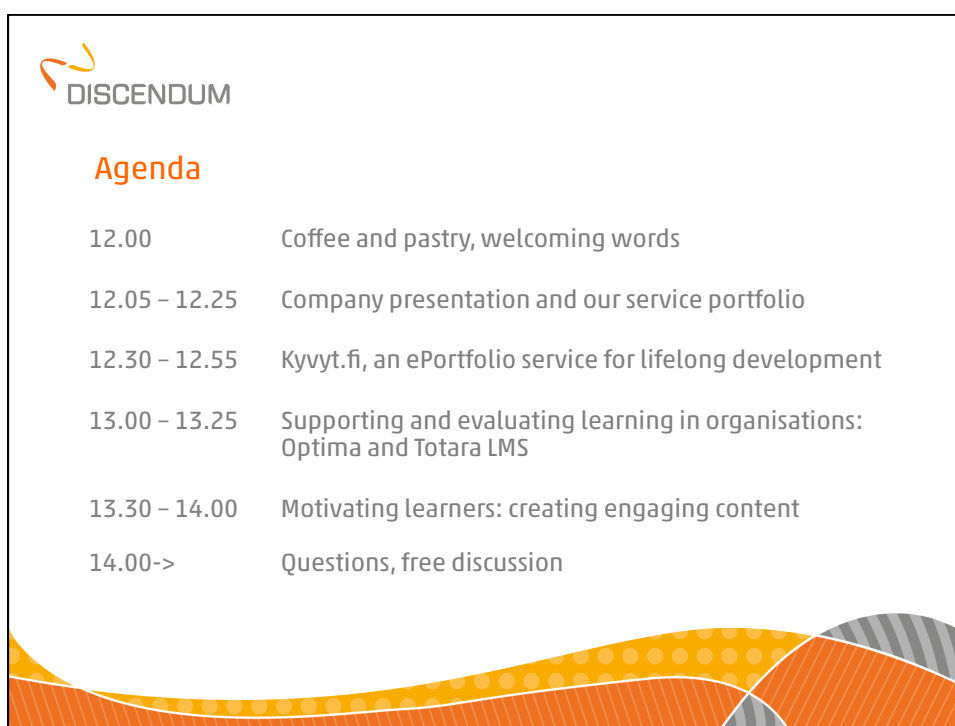 DISCENDUM
Agenda
12.00 Coffee and pastry, welcoming words
12.05 – 12.25 Company presentation and our service portfolio
12.30 – 12.55 Kyvyt.fi, an ePortfolio service for lifelong development
13.00 – 13.25 Supporting and evaluating learning in organisations:
Optima and Totara LMS
13.30 – 14.00 Motivating learners: creating engaging content
14.00-> Questions, free discussion